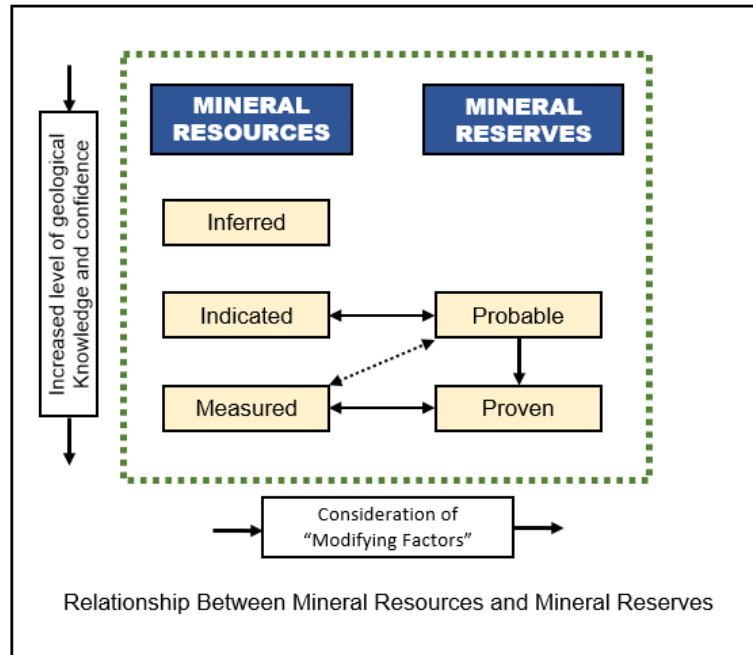 MINERAL
RESOURCES
MINERAL
RESERVES
Increased level of geological
Knowledge and confidence
Inferred
Indicated
Probable
Measured
Proven
Consideration of
“Modifying Factors”
Relationship Between Mineral Resources and Mineral Reserves